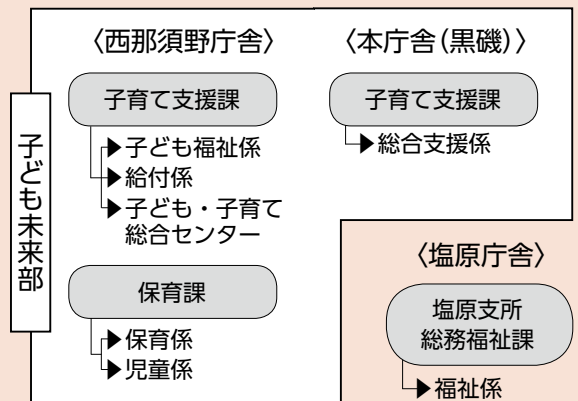 子ども未来部
〈西那須野庁舎〉
子育て支援課
▶子ども福祉係
▶給付係
▶子ども・子育て
総合センター
保育課
▶保育係
▶児童係
〈本庁舎(黒磯)〉
子育て支援課
▶総合支援係
〈塩原庁舎〉
塩原支所
総務福祉課
▶福祉係